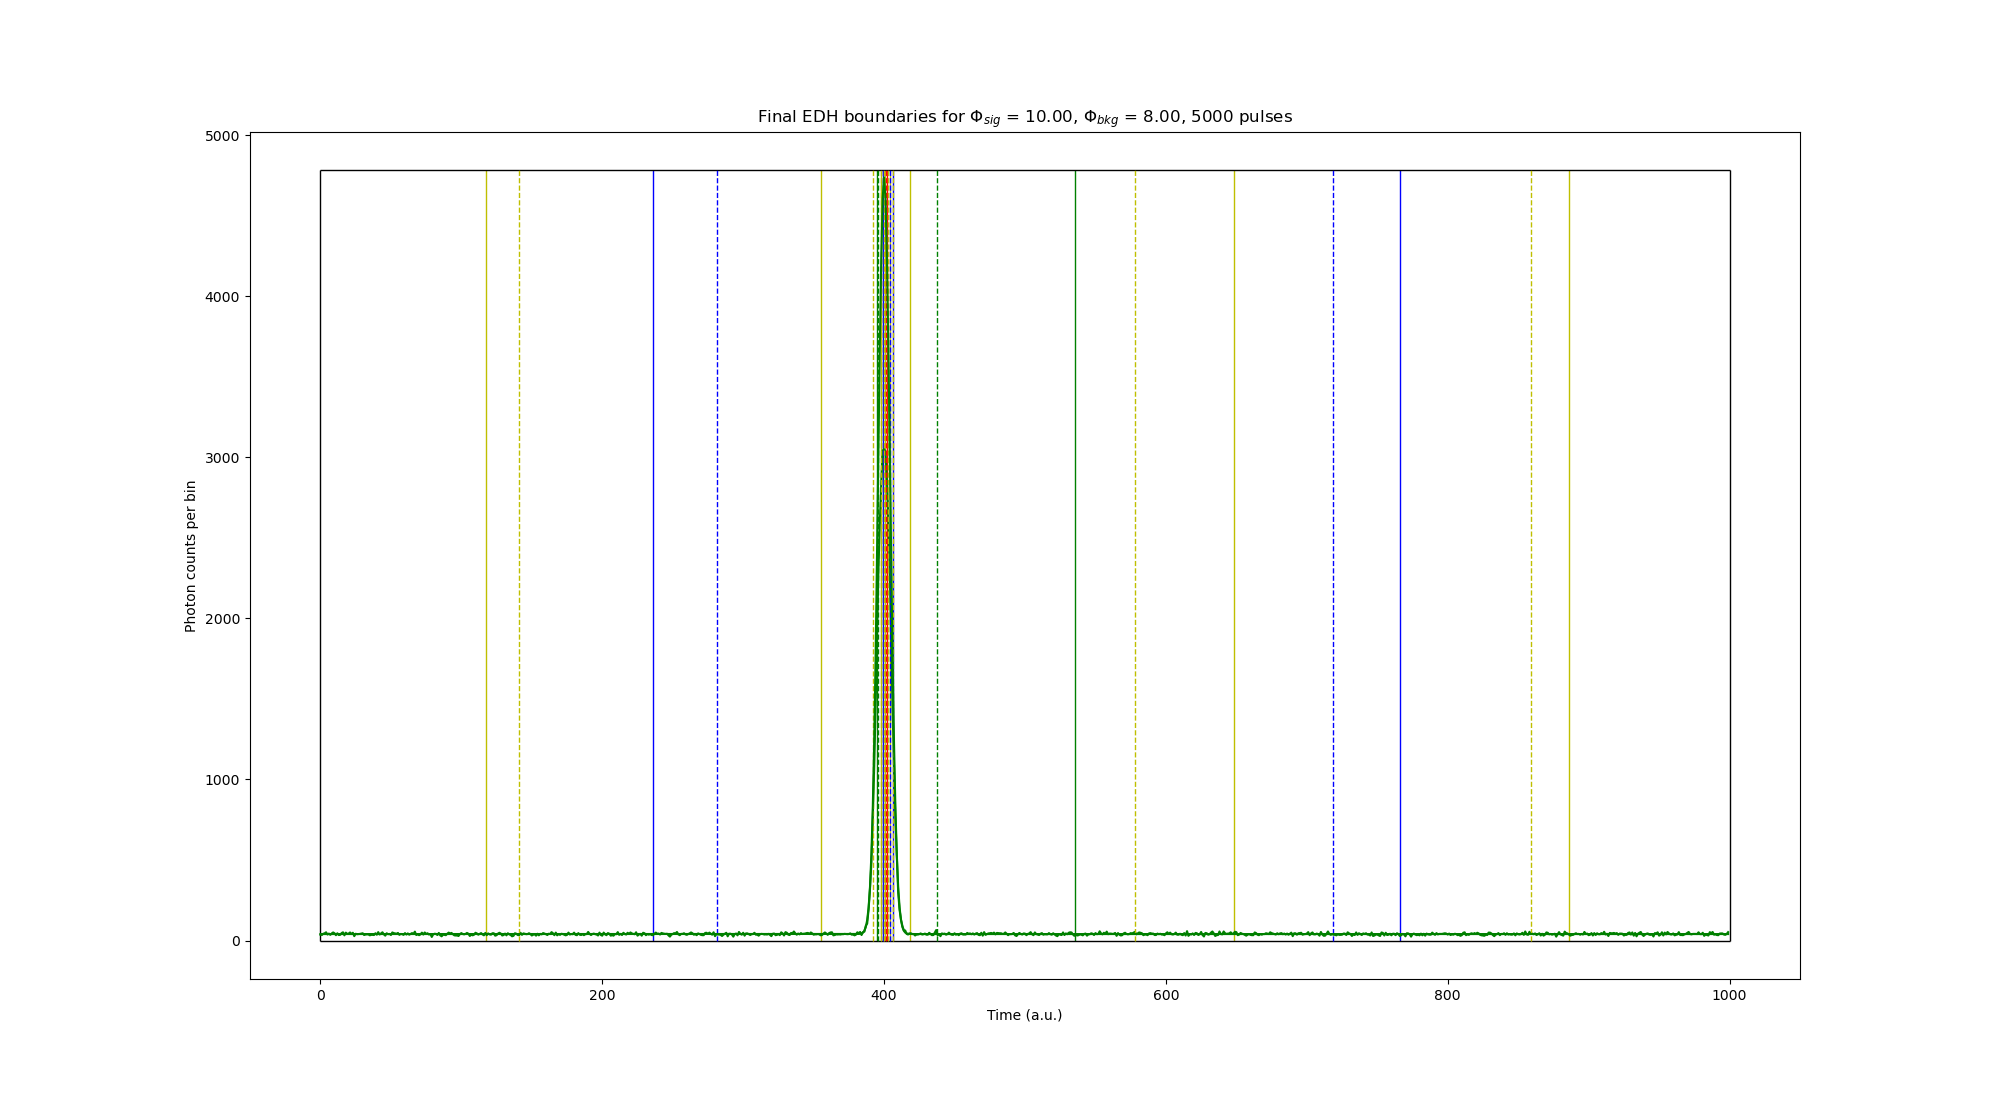 Final EDH boundaries for Φsig = 10.00, Φbkg = 8.00, 5000 pulses
5000
4000
3000
2000
1000
0
Photon counts per bin
0 200 400 600 800 1000
Time (a.u.)